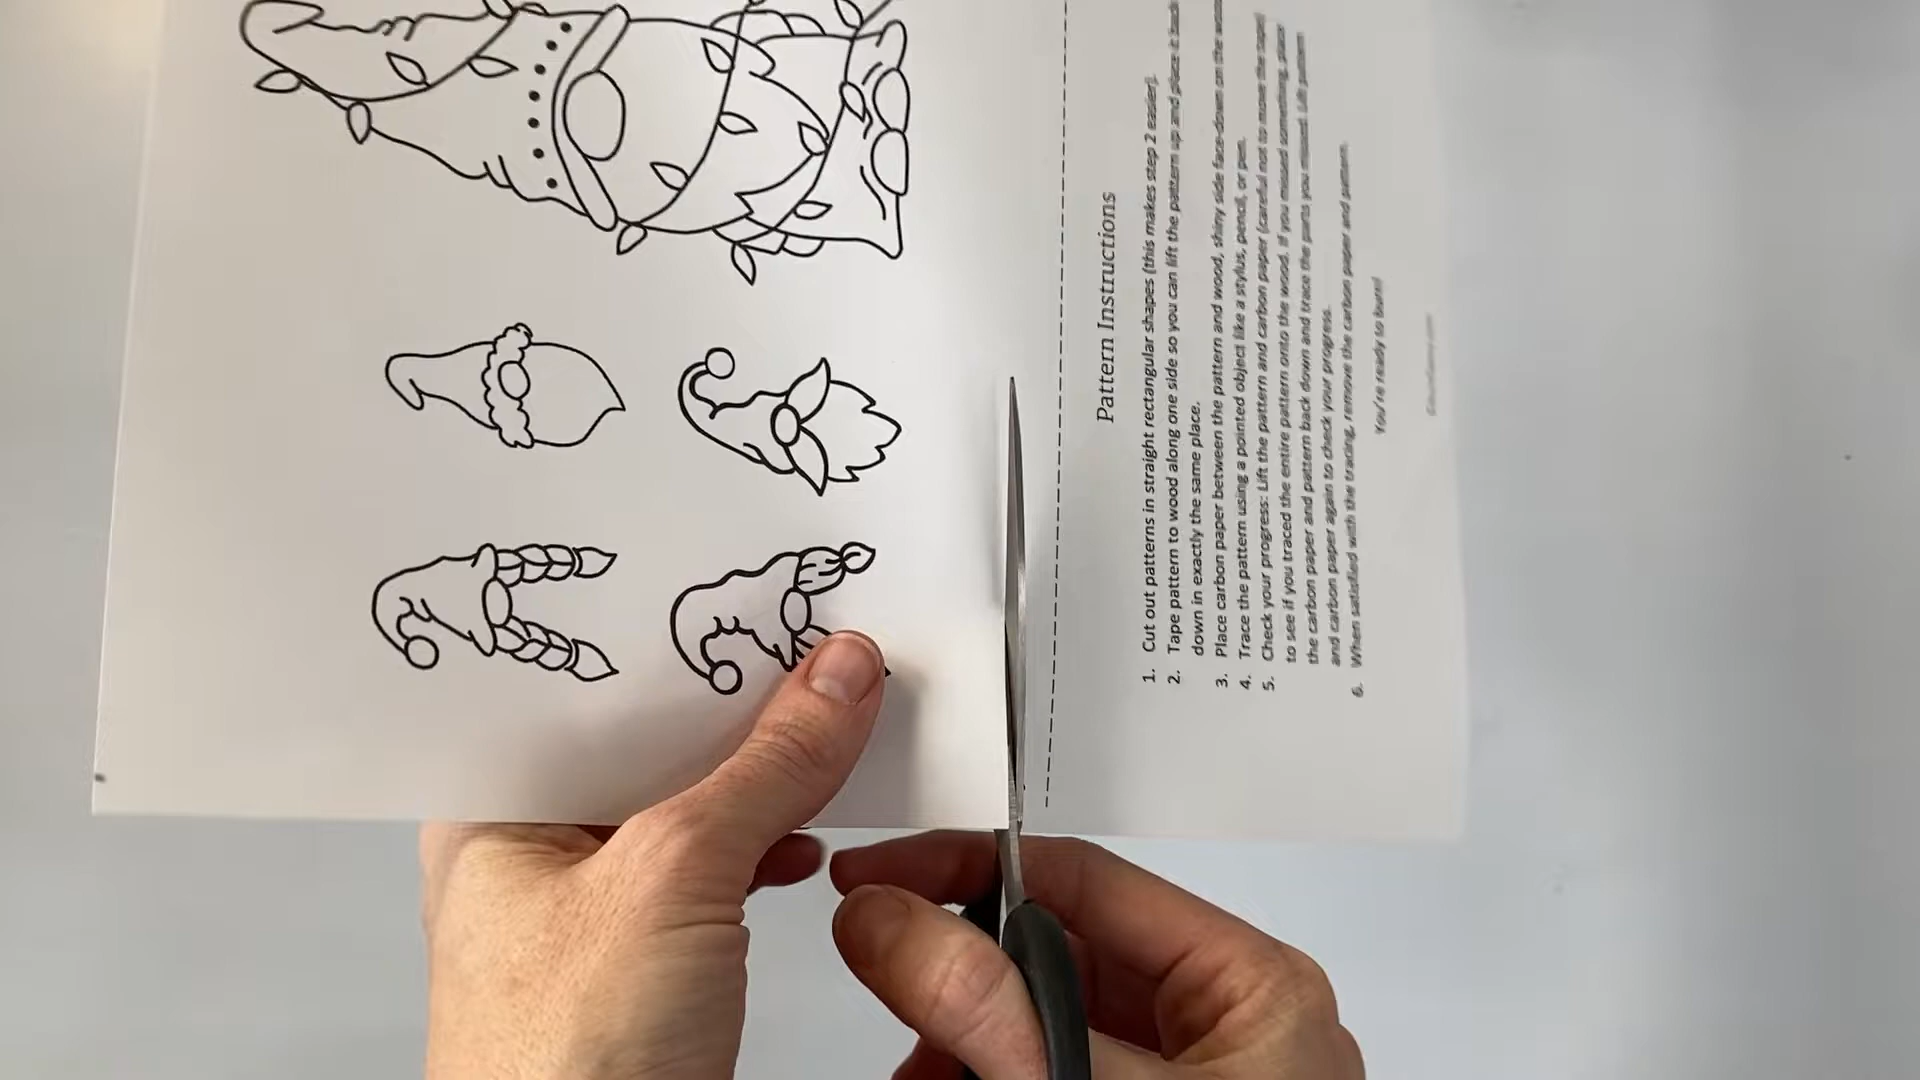 Pattern Instructions
1. Cut out patterns in straight rectangular shapes (this makes step 2 easier).
2. Tape pattern to wood along one side so you can lift the pattern up and place it back
down in exactly the same place.
3. Place carbon paper between the pattern and wood, shiny side face-down on the
4. Trace the pattern using a pointed object like a stylus, pencil, or pen.
5. Check your progress: Lift the pattern and carbon paper (careful not to move the tape)
to see if you traced the entire pattern onto the wood. If you missed something, place
the carbon paper and pattern back down and trace the parts you missed. Lift pattern
and carbon paper again to check your progress.
6. When satisfied with the tracing, remove the carbon paper and pattern.
You're ready to burn!